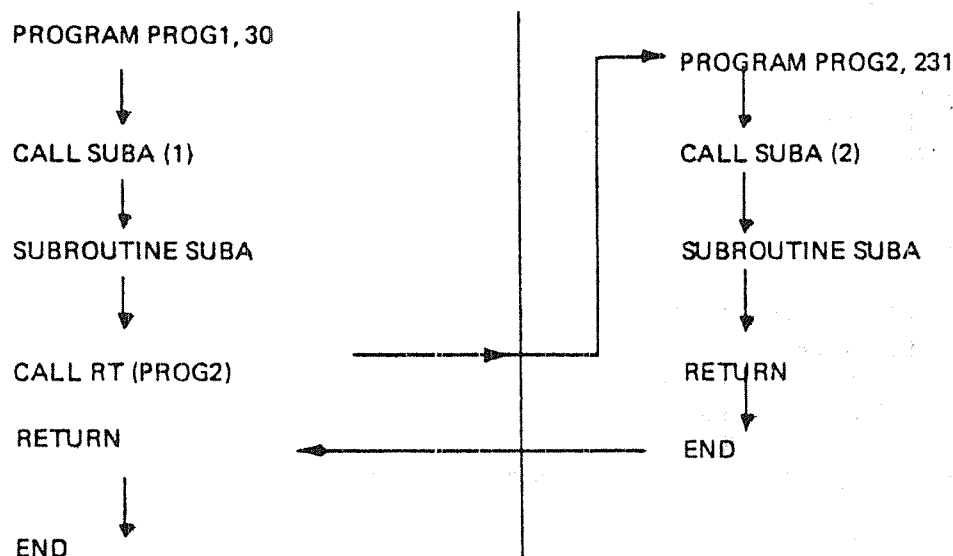 PROGRAM PROG1, 30
CALL SUBA (1)
SUBROUTINE SUBA
CALL RT (PROG2)
RETURN
END
PROGRAM PROG2, 231
CALL SUBA (2)
SUBROUTINE SUBA
RETURN
END